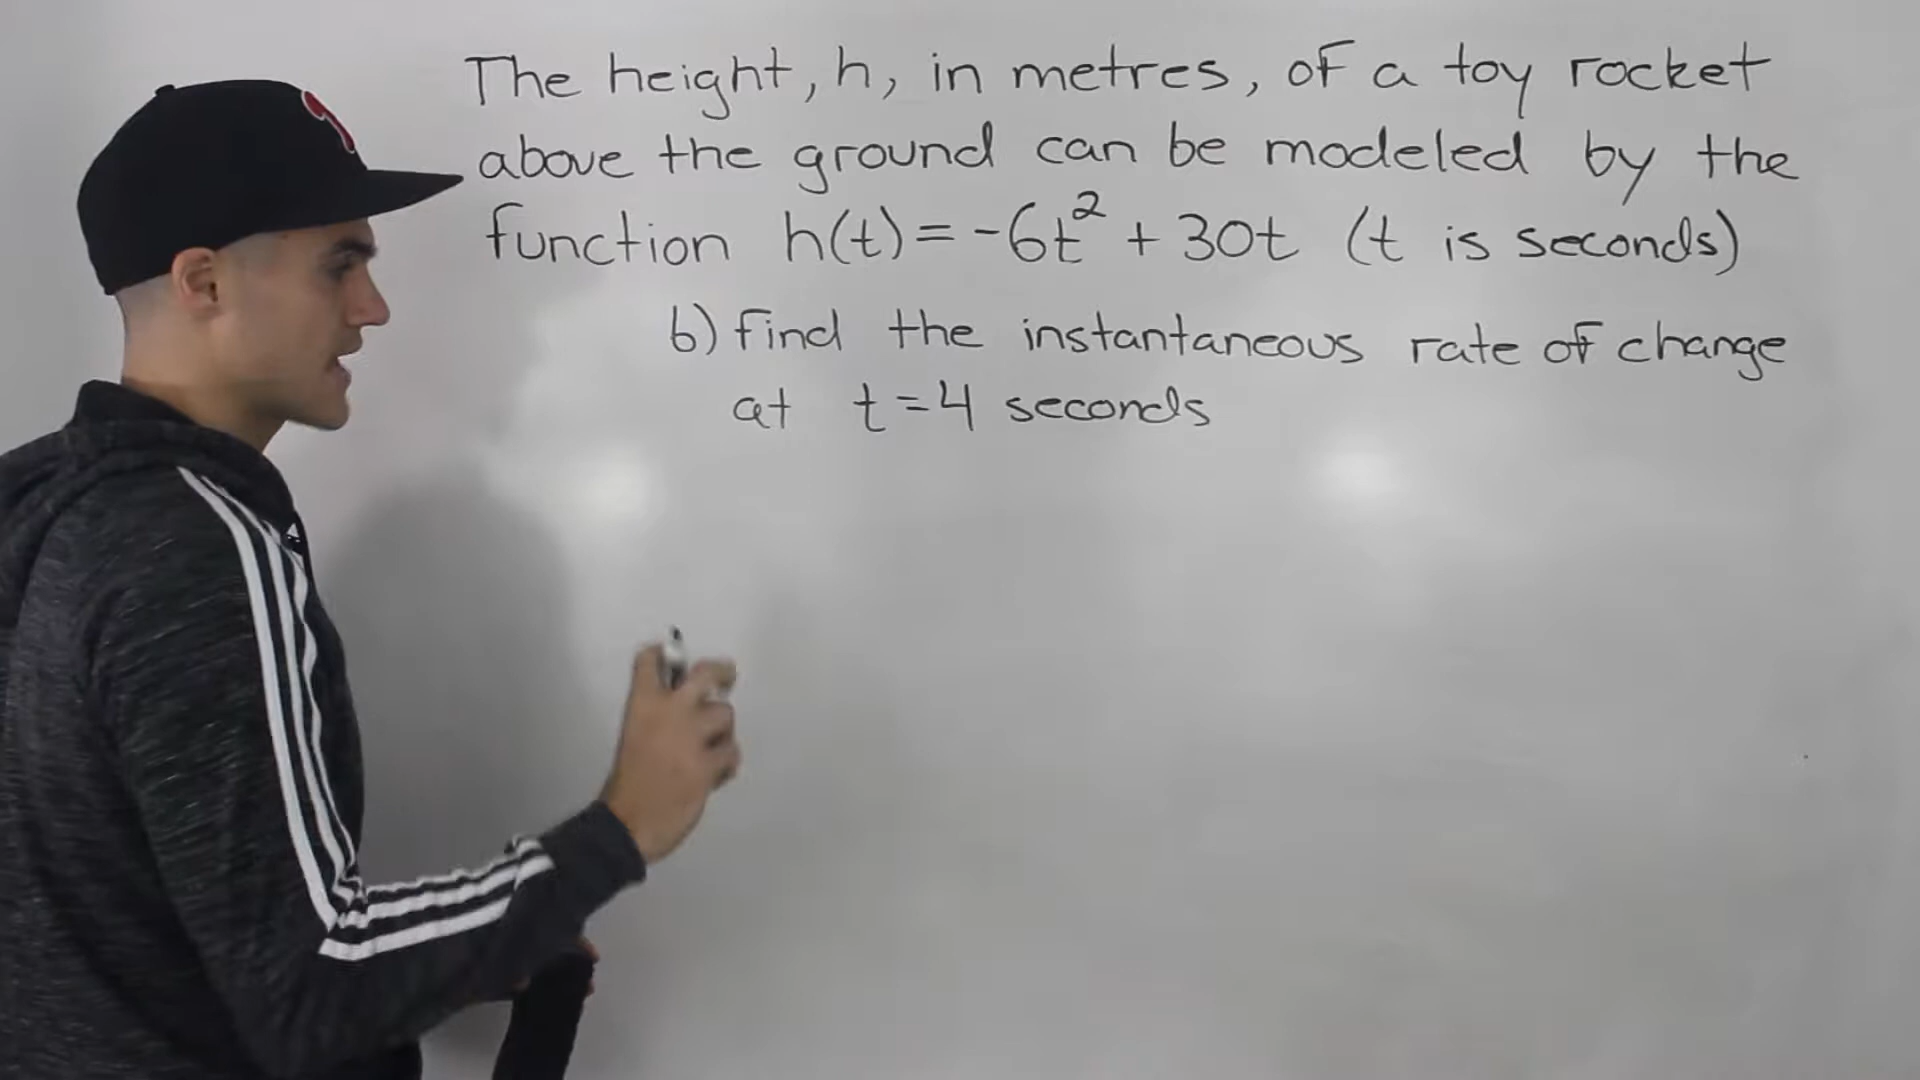 The height, h, in metres, of a toy rocket
above the ground can be modeled by the
function h(t) = -6t² + 30t (t is seconds)
b) find the instantaneous rate of change
at t=4 seconds